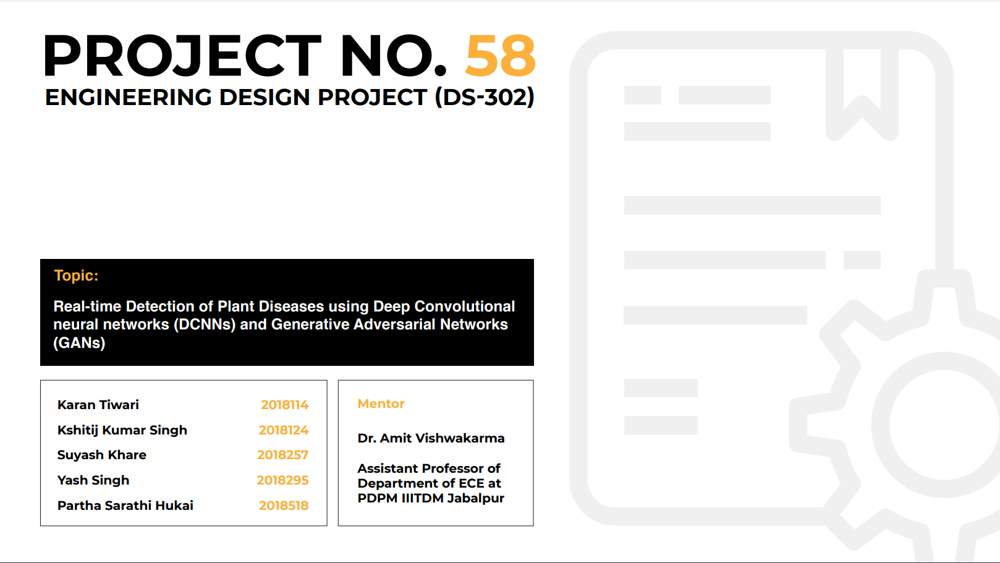 PROJECT NO. 58
ENGINEERING DESIGN PROJECT (DS-302)
Topic:
Real-time Detection of Plant Diseases using Deep Convolutional
neural networks (DCNNs) and Generative Adversarial Networks
(GANs)
Karan Tiwari 2018114
Kshitij Kumar Singh 2018124
Suyash Khare 2018257
Yash Singh 2018295
Partha Sarathi Hukai 2018518
Mentor
Dr. Amit Vishwakarma
Assistant Professor of
Department of ECE at
PDPM IIITDM Jabalpur